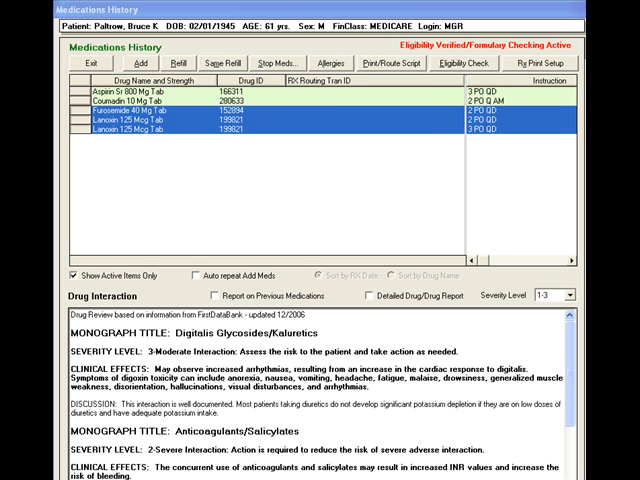 Medications History
Patient: Paltrow, Bruce K DOB: 02/01/1945 AGE: 61 yrs. Sex: M FinClass: MEDICARE Login: MGR
Medications History Eligibility Verified/Formulary Checking Active
Exit Add Refill Same Refill Stop Meds... Allergies Print/Route Script Eligibility Check Rx Print Setup
Drug Name and Strength Drug ID RX Routing Tran ID Instruction
Aspirin Sr 800 Mg Tab 166311 3 PO QD
Coumadin 10 Mg Tab 280633 2 PO Q AM
Furosemide 40 Mg Tab 152894 2 PO QD
Lanoxin 125 Mcg Tab 199821 2 PO QD
Lanoxin 125 Mcg Tab 199821 3 PO QD
Show Active Items Only Auto repeat Add Meds Sort by RX Date Sort by Drug Name
Drug Interaction Report on Previous Medications Detailed Drug/Drug Report Severity Level 1-3
Drug Review based on information from FirstDataBank - updated 12/2006
MONOGRAPH TITLE: Digitalis Glycosides/Kaluretics
SEVERITY LEVEL: 3-Moderate Interaction: Assess the risk to the patient and take action as needed.
CLINICAL EFFECTS: May observe increased arrhythmias, resulting from an increase in the cardiac response to digitalis.
Symptoms of digoxin toxicity can include anorexia, nausea, vomiting, headache, fatigue, malaise, drowsiness, generalized muscle
weakness, disorientation, hallucinations, visual disturbances, and arrhythmias.
DISCUSSION: This interaction is well documented. Most patients taking diuretics do not develop significant potassium depletion if they are on low doses of
diuretics and have adequate potassium intake.
MONOGRAPH TITLE: Anticoagulants/Salicylates
SEVERITY LEVEL: 2-Severe Interaction: Action is required to reduce the risk of severe adverse interaction.
CLINICAL EFFECTS: The concurrent use of anticoagulants and salicylates may result in increased INR values and increase the
risk of bleeding.